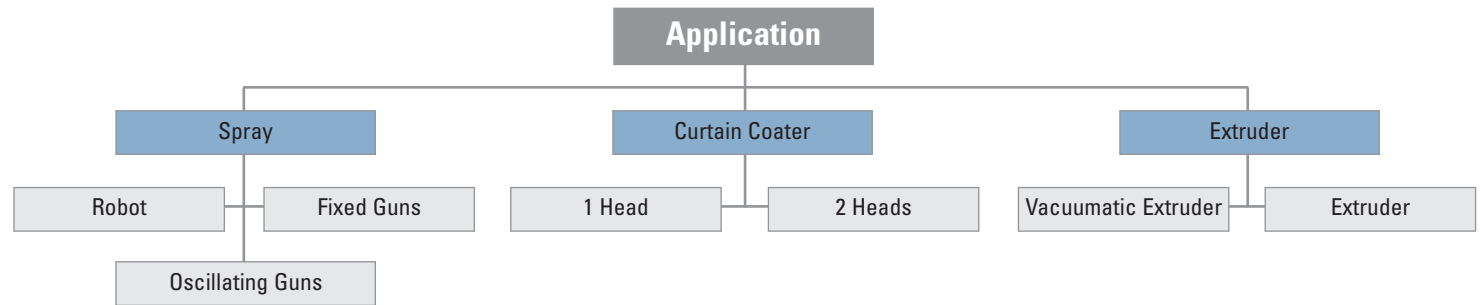 Application
Spray
Curtain Coater
Extruder
Robot
Fixed Guns
1 Head
2 Heads
Vacuumatic Extruder
Extruder
Oscillating Guns